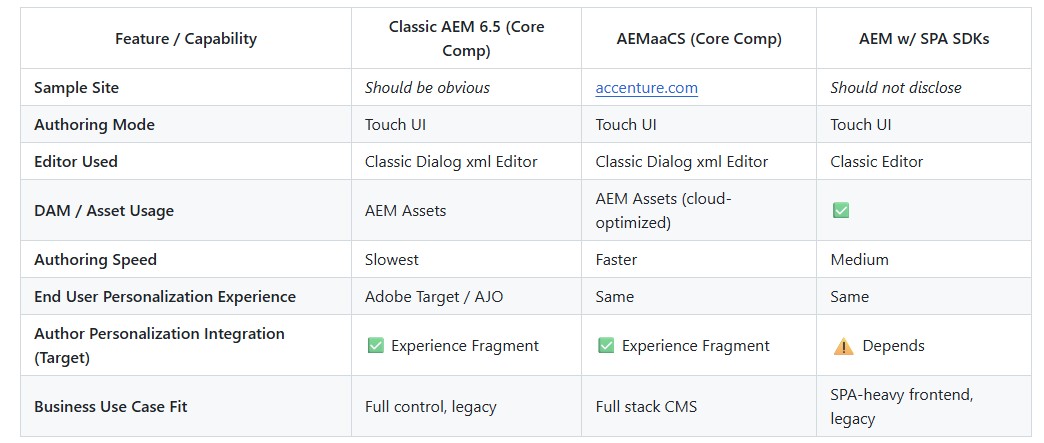 Feature / Capability
Classic AEM 6.5 (Core
Comp)
AEMaaCS (Core Comp)
AEM w/ SPA SDKs
Sample Site
Should be obvious
accenture.com
Should not disclose
Authoring Mode
Touch UI
Touch UI
Touch UI
Editor Used
Classic Dialog xml Editor
Classic Dialog xml Editor
Classic Editor
DAM / Asset Usage
AEM Assets
AEM Assets (cloud-
optimized)
✅
Authoring Speed
Slowest
Faster
Medium
End User Personalization Experience
Adobe Target / AJO
Same
Same
Author Personalization Integration
(Target)
✅ Experience Fragment
✅ Experience Fragment
⚠️ Depends
Business Use Case Fit
Full control, legacy
Full stack CMS
SPA-heavy frontend,
legacy